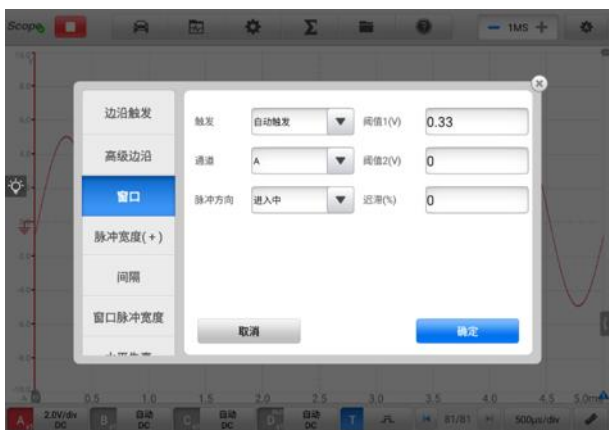 Scope
1MS
边沿触发
高级边沿
窗口
脉冲宽度(+)
间隔
窗口脉冲宽度
触发 自动触发 阈值1(V) 0.33
通道 A 阈值2(V) 0
脉冲方向 进入中 迟滞(%) 0
取消 确定
0.5 1.0 1.5 2.0 2.5 3.0 3.5 4.0 4.5 5.0ms
A 2.0V/div DC B 自动 DC C 自动 DC D 自动 DC T 81/81 500μs/div